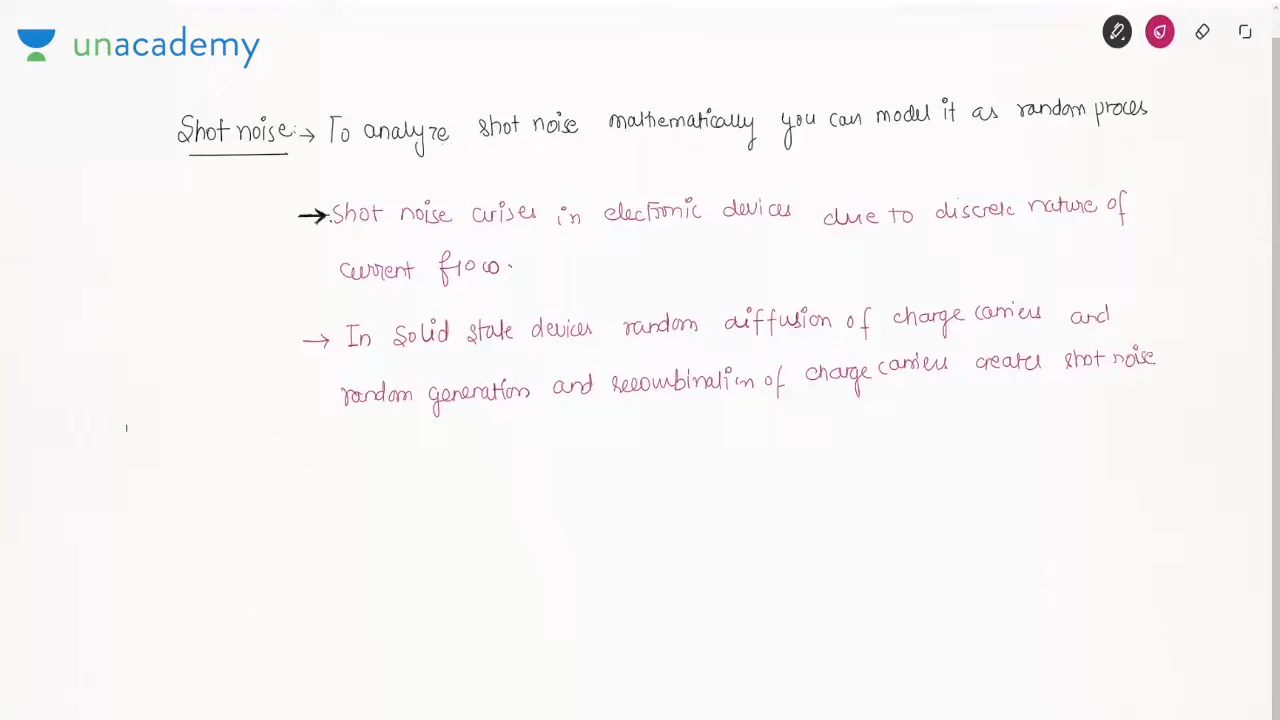 unacademy
Shot noise:→ To analyze shot noise mathematically you can model it as random proces
→ Shot noise arises in electronic devices due to discrete nature of
current flow.
→ In solid state devices random diffusion of charge carriers and
random generation and recombination of charge carriers creates shot noise